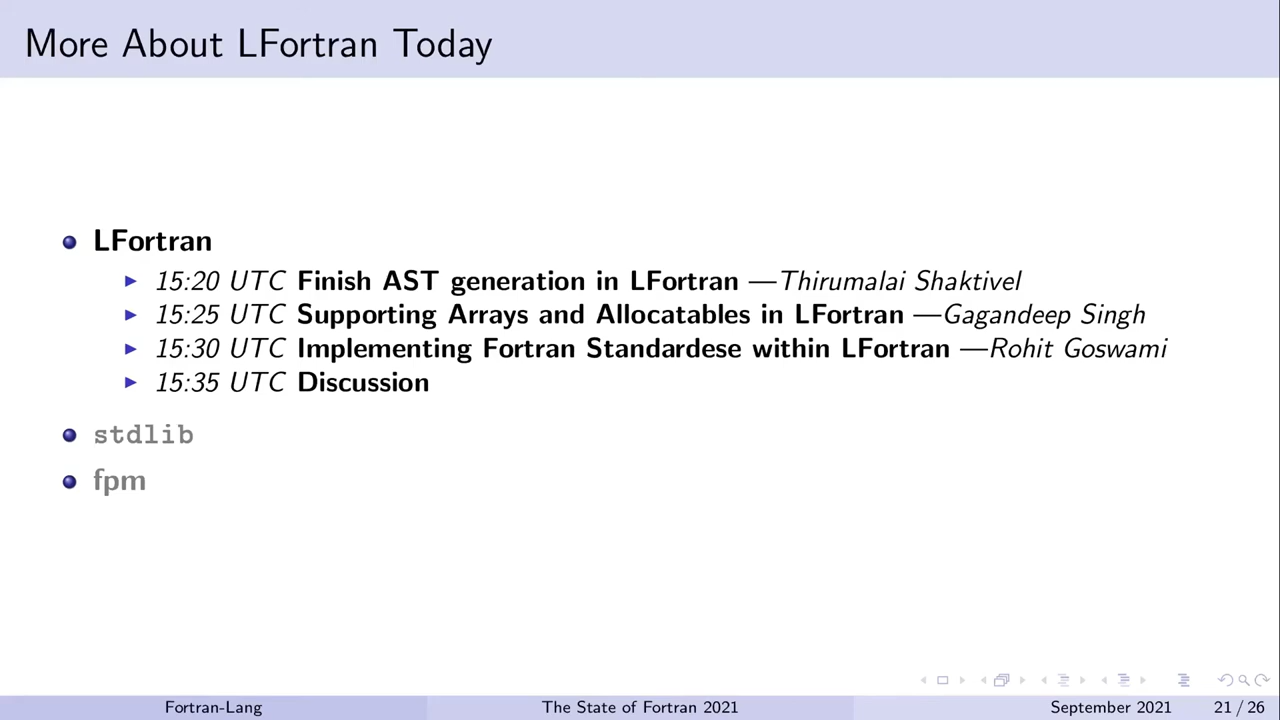 More About LFortran Today
LFortran
15:20 UTC Finish AST generation in LFortran —Thirumalai Shaktivel
15:25 UTC Supporting Arrays and Allocatables in LFortran —Gagandeep Singh
15:30 UTC Implementing Fortran Standardese within LFortran —Rohit Goswami
15:35 UTC Discussion
stdlib
fpm
Fortran-Lang The State of Fortran 2021 September 2021 21 / 26